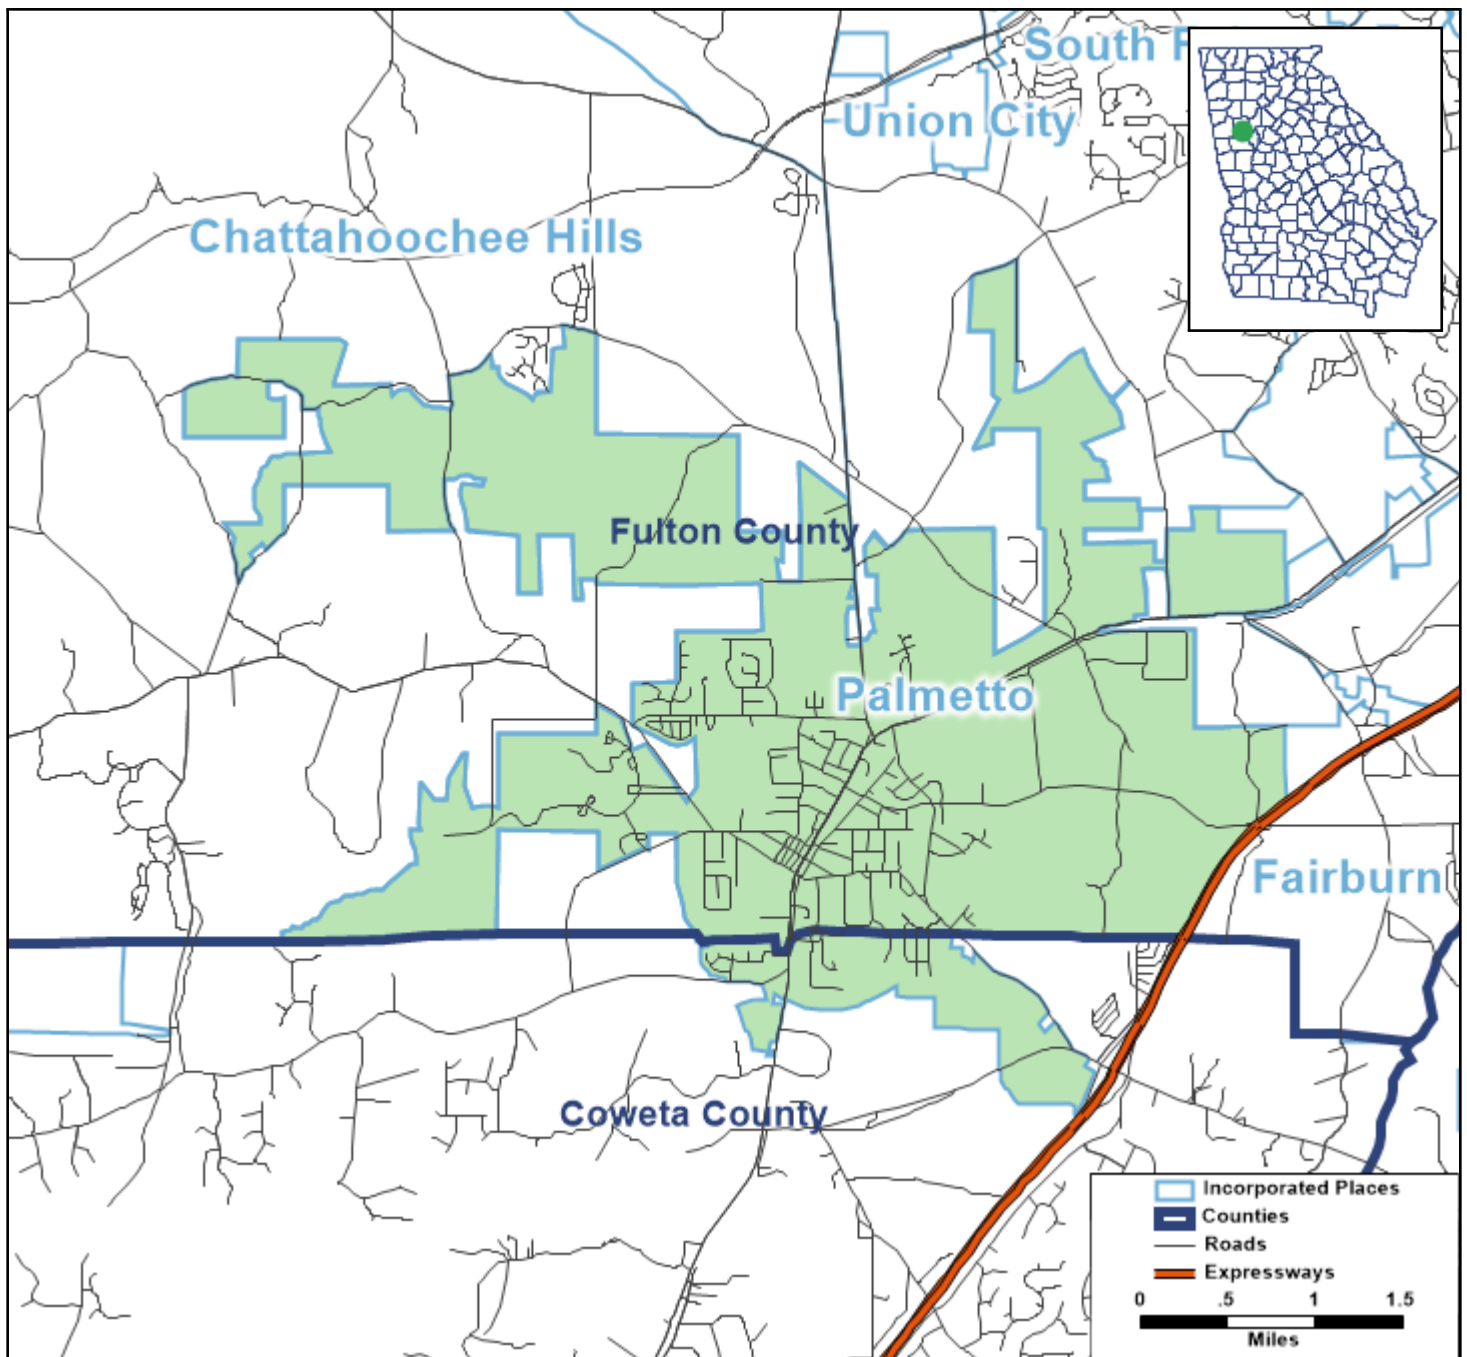 South
Union City
Chattahoochee Hills
Fulton County
Palmetto
Fairburn
Coweta County
Incorporated Places
Counties
Roads
Expressways
0 .5 1 1.5
Miles